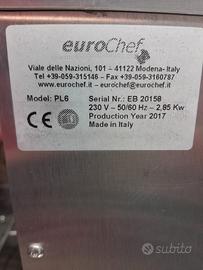 euroChef
Viale delle Nazioni, 101 – 41122 Modena- Italy
Tel +39-059-315146 – Fax +39-059-3160787
www.eurochef.it – eurochef@eurochef.it
Model: PL6 Serial Nr.: EB 20158
230 V – 50/60 Hz – 2,85 Kw
Production Year 2017
Made in Italy
CE
subito